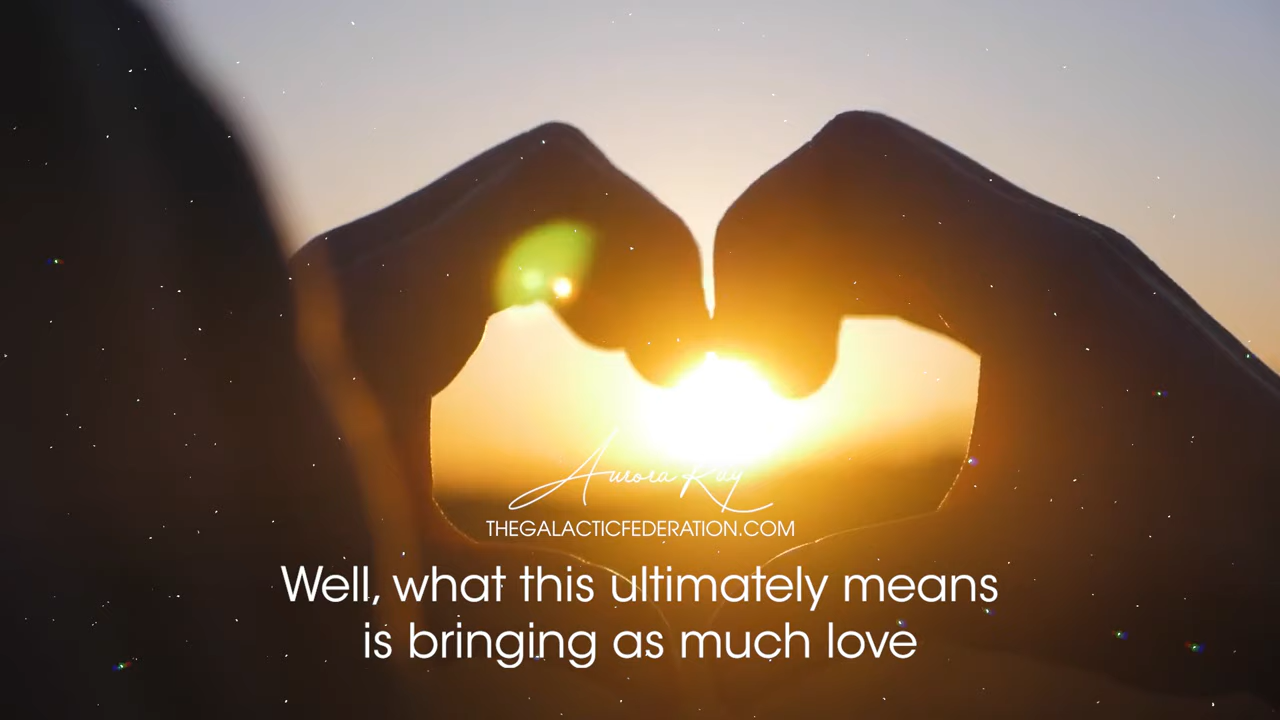 Aurora Ray
THEGALACTICFEDERATION.COM
Well, what this ultimately means
is bringing as much love